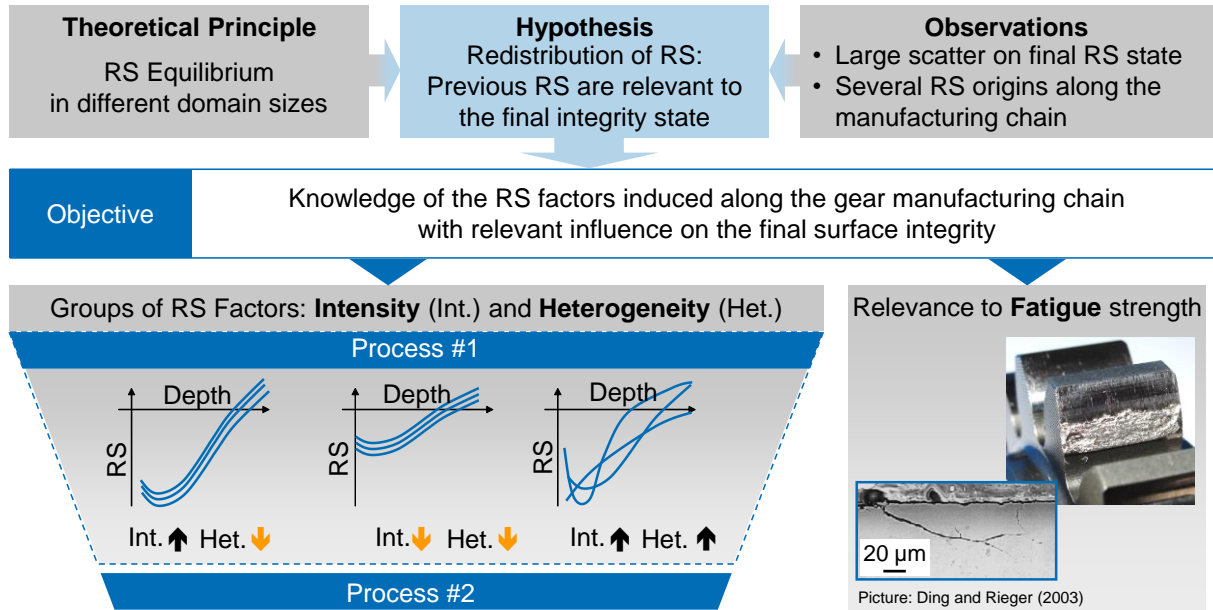 Theoretical Principle
RS Equilibrium
in different domain sizes
Hypothesis
Redistribution of RS:
Previous RS are relevant to
the final integrity state
Observations
• Large scatter on final RS state
• Several RS origins along the
manufacturing chain
Objective
Knowledge of the RS factors induced along the gear manufacturing chain
with relevant influence on the final surface integrity
Groups of RS Factors: Intensity (Int.) and Heterogeneity (Het.)
Process #1
Depth
RS
Int. Het.
Depth
RS
Int. Het.
Depth
RS
Int. Het.
Process #2
Relevance to Fatigue strength
20 µm
Picture: Ding and Rieger (2003)